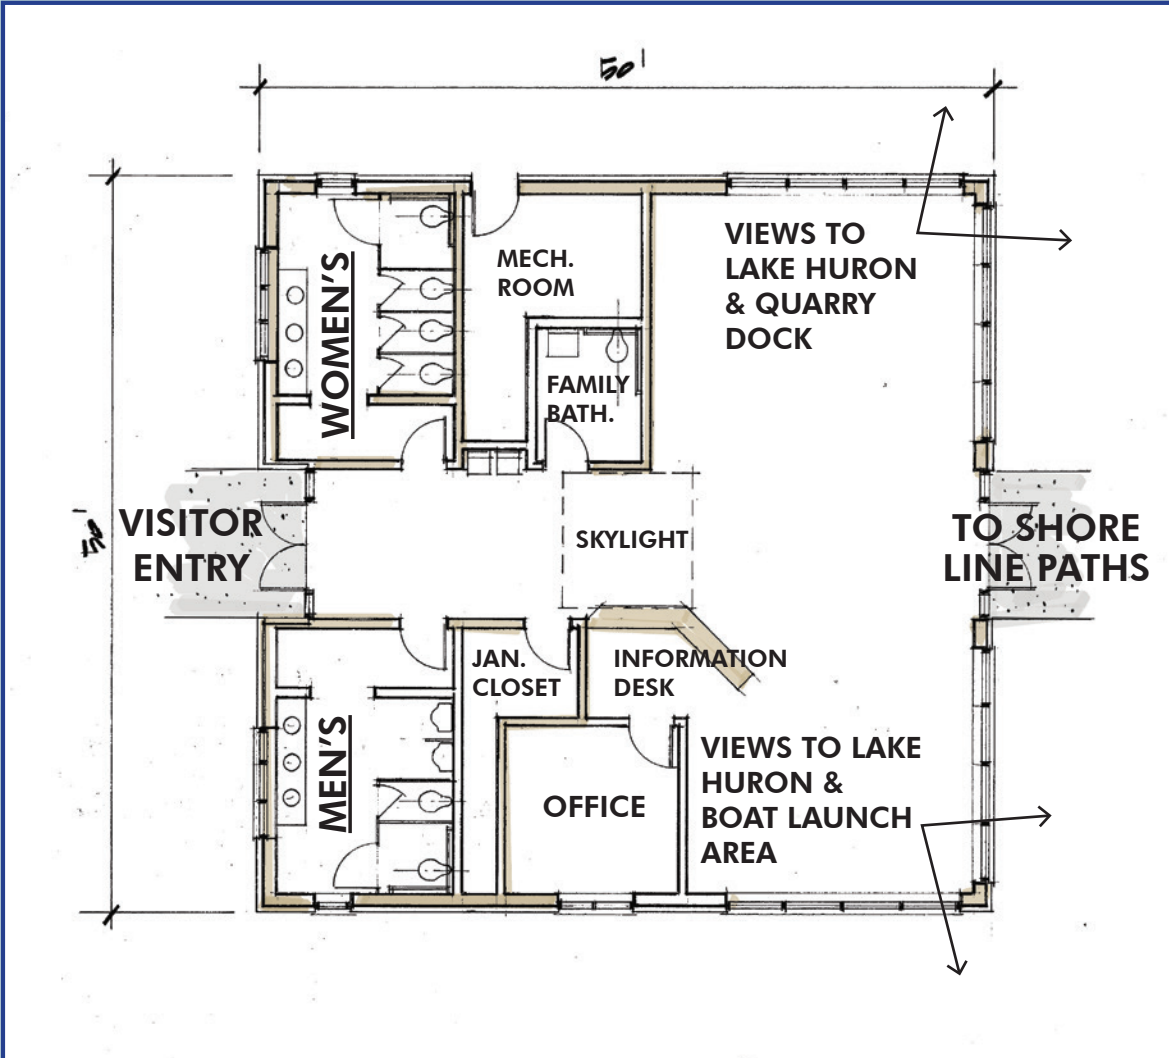 50'
VIEWS TO
LAKE HURON
& QUARRY
DOCK
MECH.
ROOM
WOMEN'S
FAMILY
BATH.
50'
VISITOR
ENTRY
SKYLIGHT
TO SHORE
LINE PATHS
JAN.
CLOSET
INFORMATION
DESK
MEN'S
OFFICE
VIEWS TO LAKE
HURON &
BOAT LAUNCH
AREA